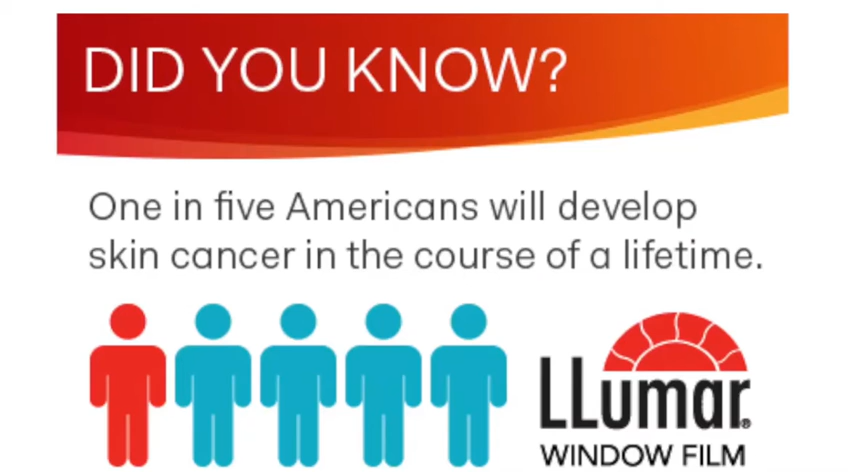 DID YOU KNOW?
One in five Americans will develop
skin cancer in the course of a lifetime.
LLumar®
WINDOW FILM